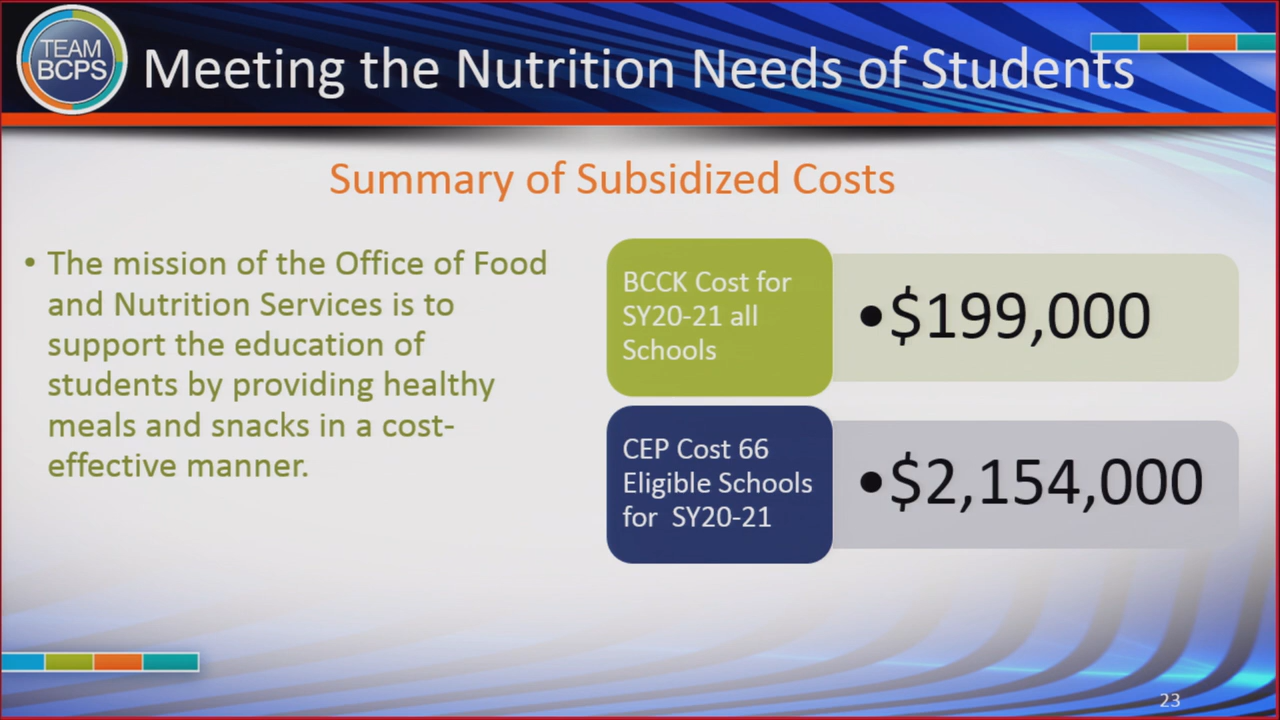 TEAM
BCPS
Meeting the Nutrition Needs of Students
Summary of Subsidized Costs
• The mission of the Office of Food
and Nutrition Services is to
support the education of
students by providing healthy
meals and snacks in a cost-
effective manner.
BCCK Cost for
SY20-21 all
Schools
•$199,000
CEP Cost 66
Eligible Schools
for SY20-21
•$2,154,000
23